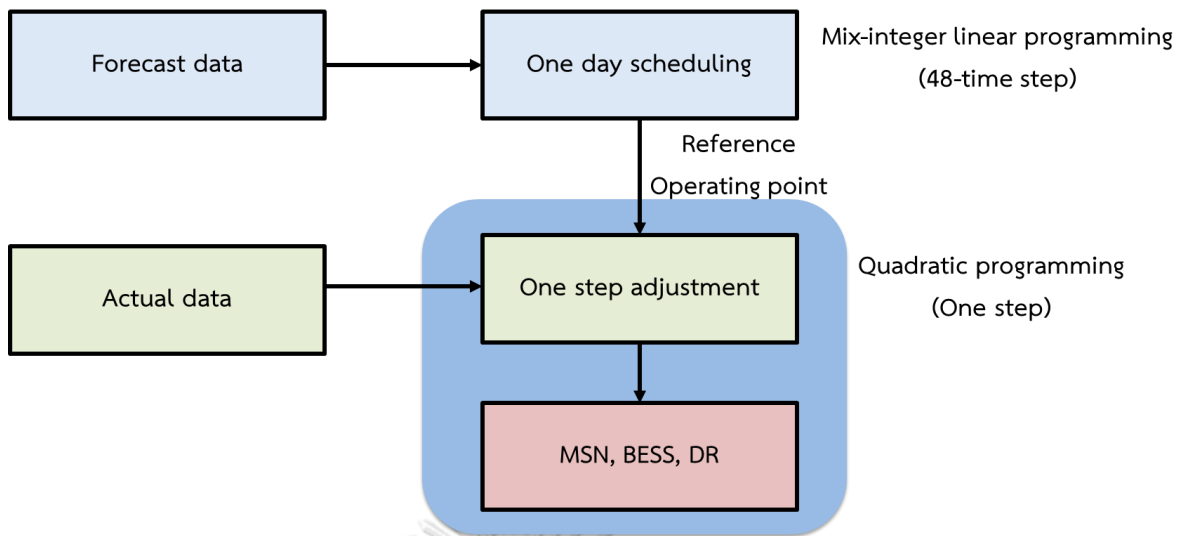 Forecast data
One day scheduling
Mix-integer linear programming
(48-time step)
Reference
Operating point
Actual data
One step adjustment
Quadratic programming
(One step)
MSN, BESS, DR